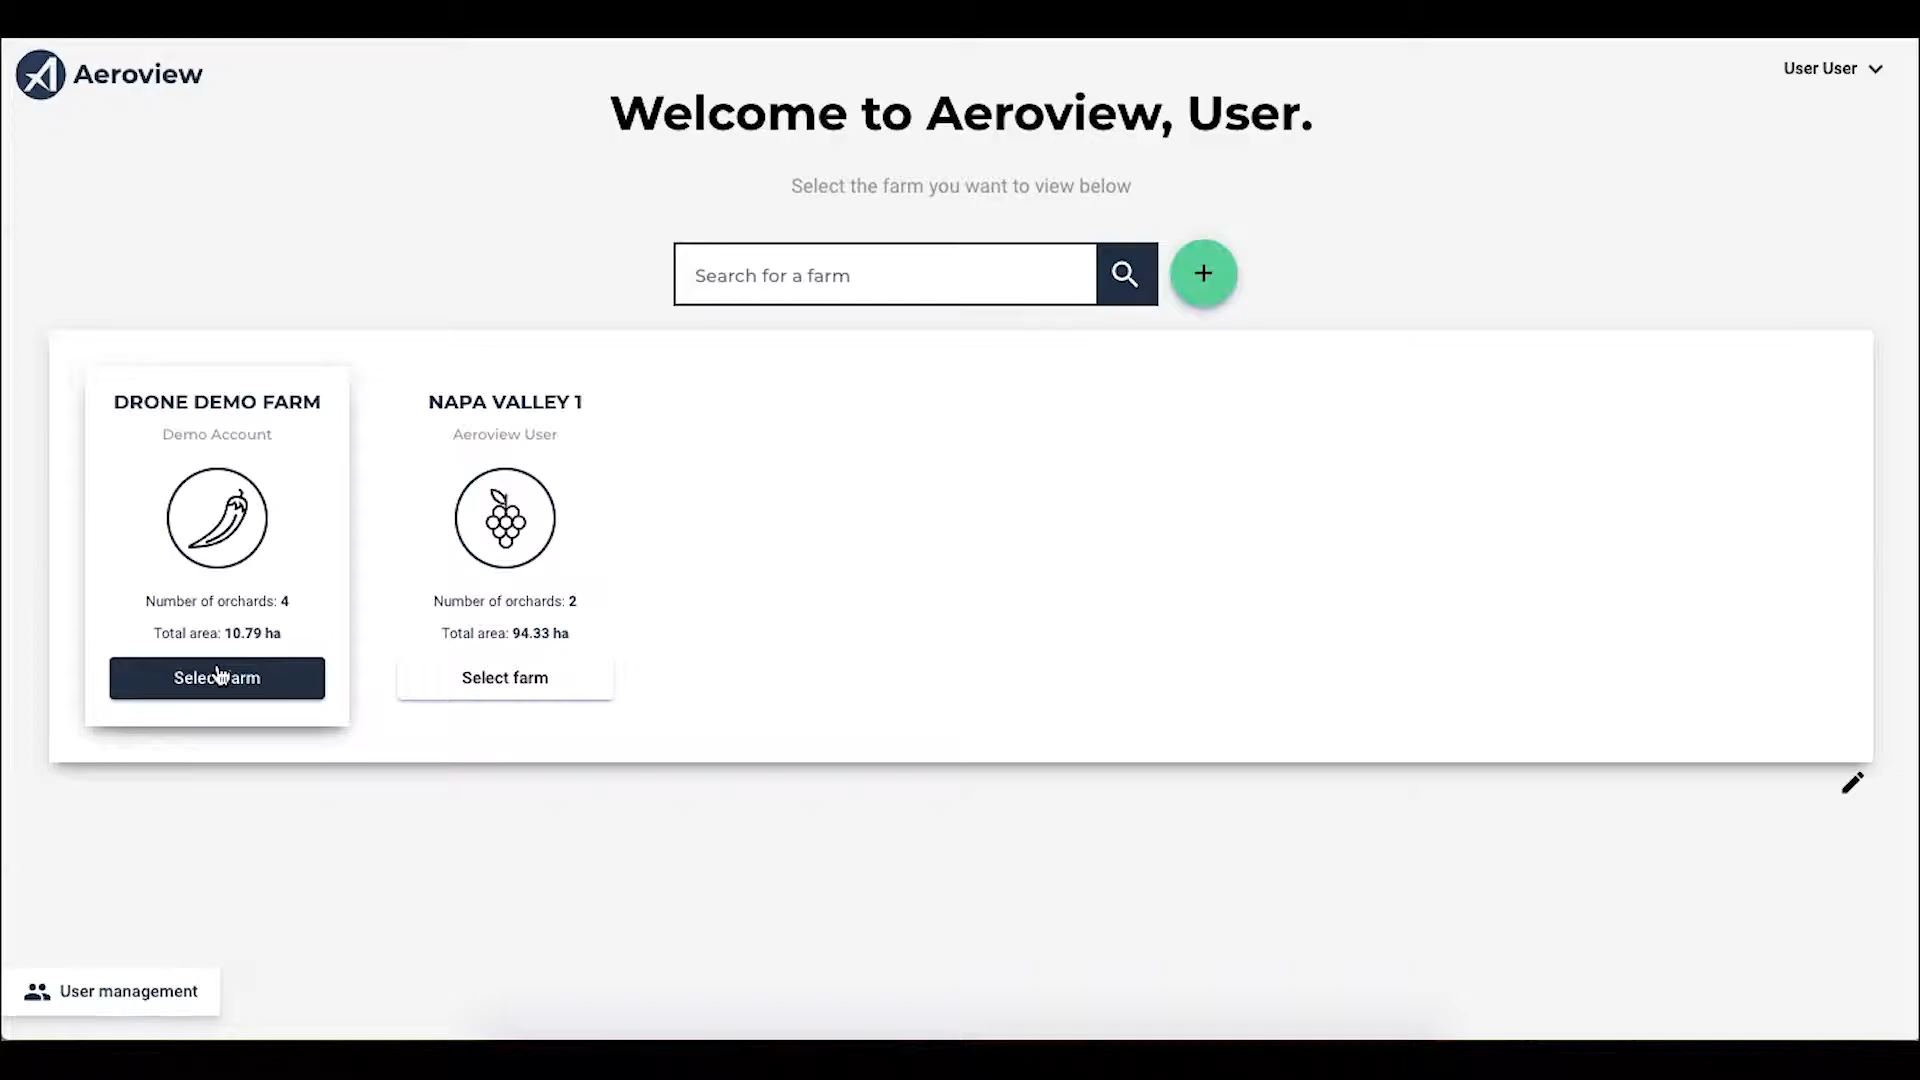 Aeroview
User User
Welcome to Aeroview, User.
Select the farm you want to view below
Search for a farm
+
DRONE DEMO FARM
Demo Account
Number of orchards: 4
Total area: 10.79 ha
Select farm
NAPA VALLEY 1
Aeroview User
Number of orchards: 2
Total area: 94.33 ha
Select farm
User management